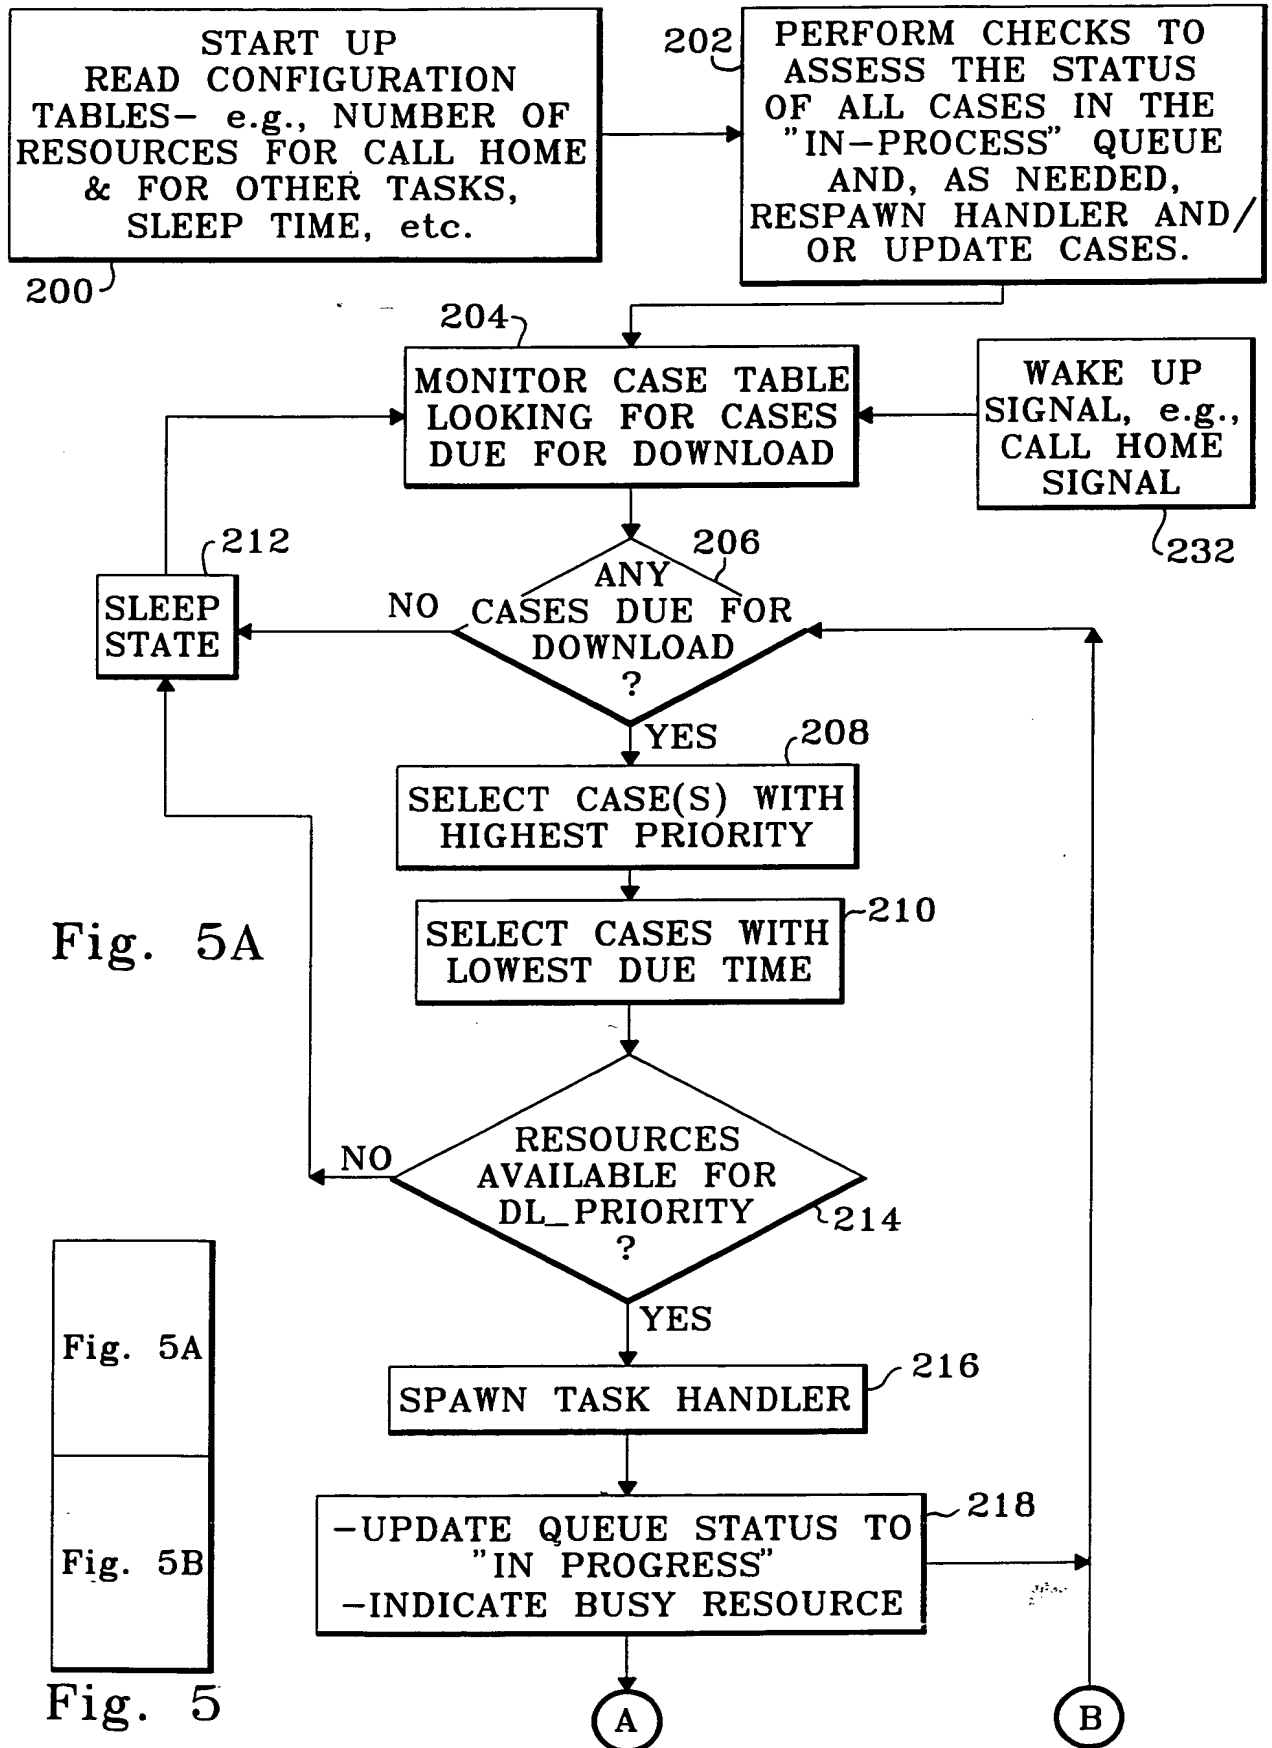 START UP
READ CONFIGURATION
TABLES- e.g., NUMBER OF
RESOURCES FOR CALL HOME
& FOR OTHER TASKS,
SLEEP TIME, etc.
200
202
PERFORM CHECKS TO
ASSESS THE STATUS
OF ALL CASES IN THE
"IN-PROCESS" QUEUE
AND, AS NEEDED,
RESPAWN HANDLER AND/
OR UPDATE CASES.
204
MONITOR CASE TABLE
LOOKING FOR CASES
DUE FOR DOWNLOAD
WAKE UP
SIGNAL, e.g.,
CALL HOME
SIGNAL
232
212
SLEEP
STATE
NO
206
ANY
CASES DUE FOR
DOWNLOAD
?
YES
208
SELECT CASE(S) WITH
HIGHEST PRIORITY
210
SELECT CASES WITH
LOWEST DUE TIME
Fig. 5A
NO
RESOURCES
AVAILABLE FOR
DL_PRIORITY
?
214
YES
216
SPAWN TASK HANDLER
218
-UPDATE QUEUE STATUS TO
"IN PROGRESS"
-INDICATE BUSY RESOURCE
Fig. 5A
Fig. 5B
Fig. 5
A
B